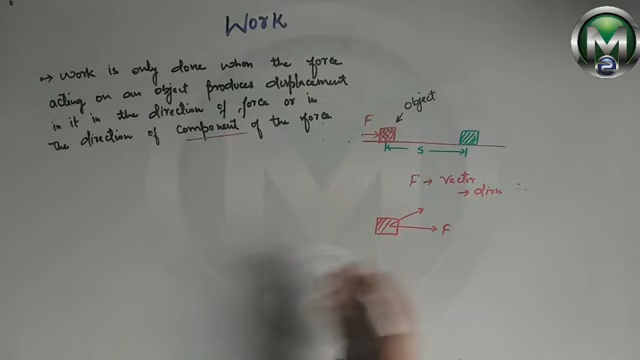 Work
→ Work is only done when the force
acting on an object produces displacement
in it in the direction of force or in
the direction of component of the force
object
F
S
F → vector
→ dirn
F
M
2